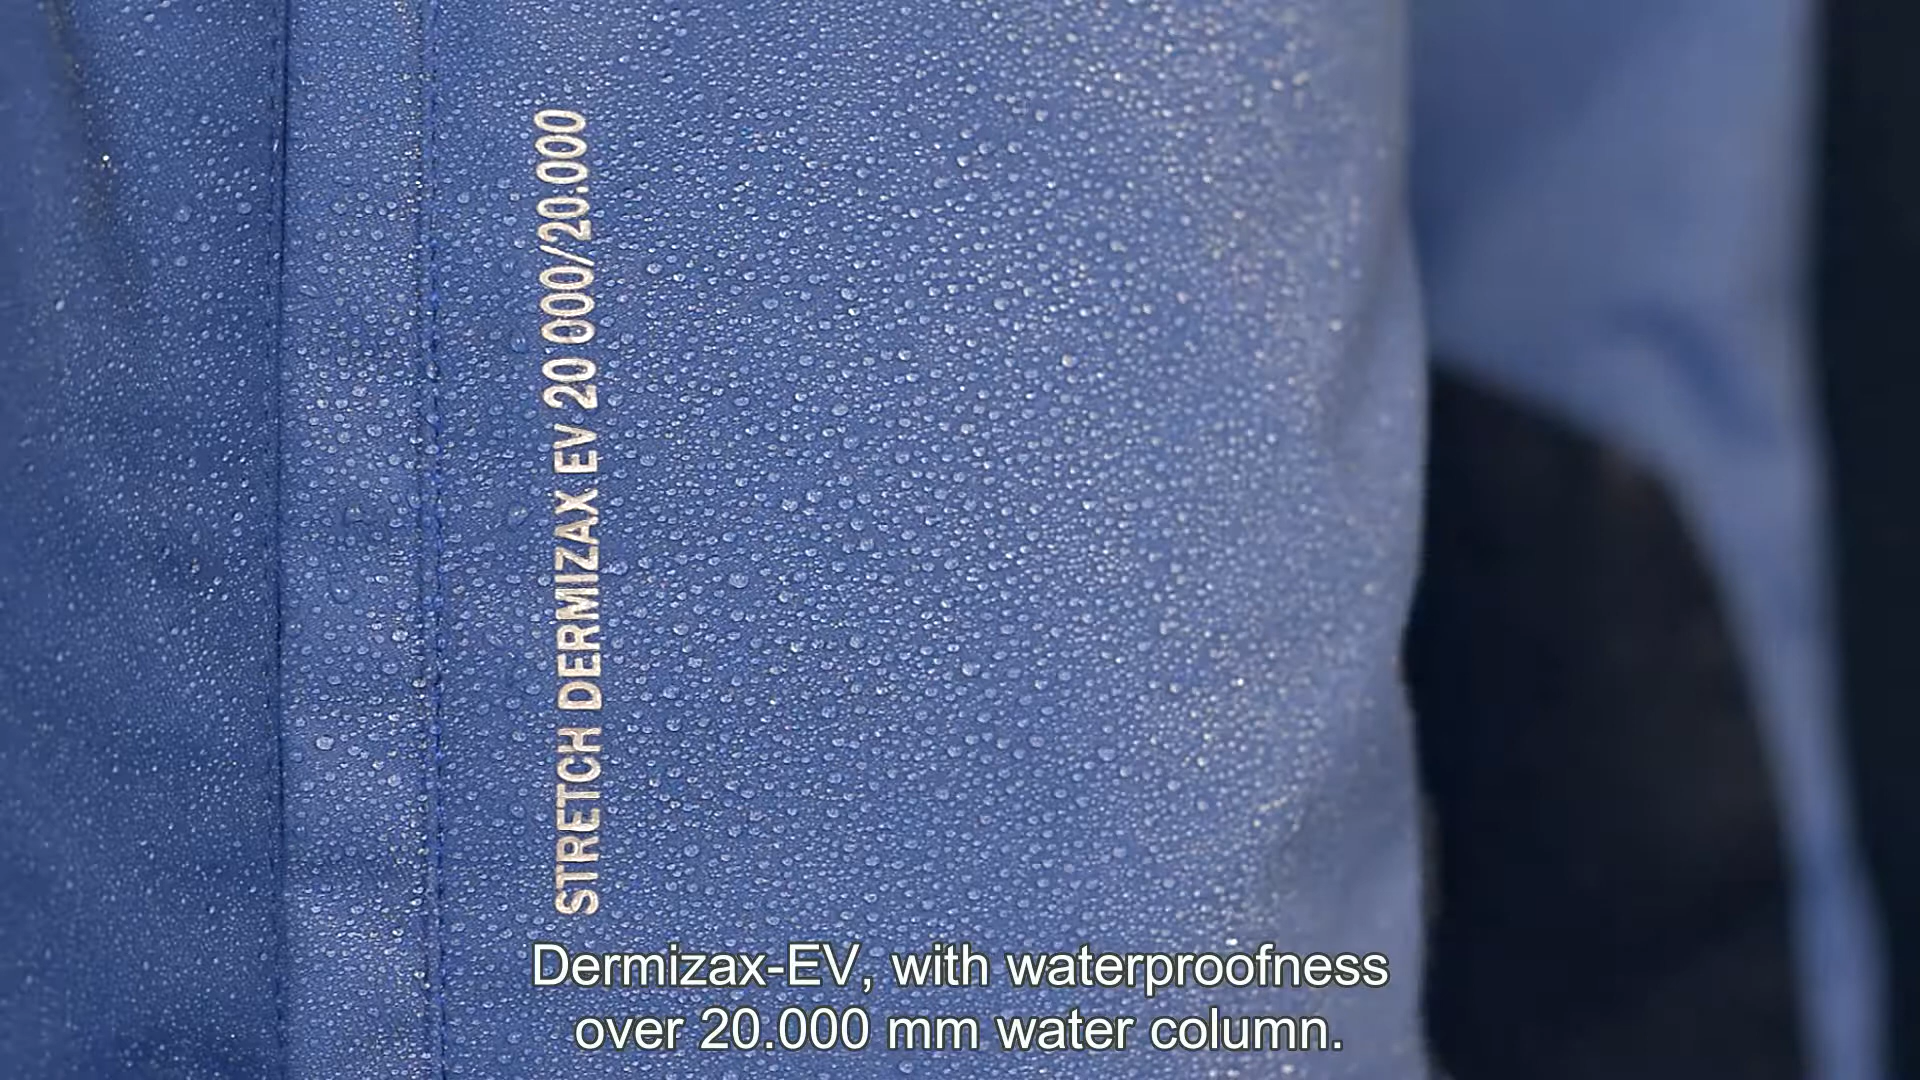 STRETCH DERMIZAX EV 20 000/20.000
Dermizax-EV, with waterproofness
over 20.000 mm water column.